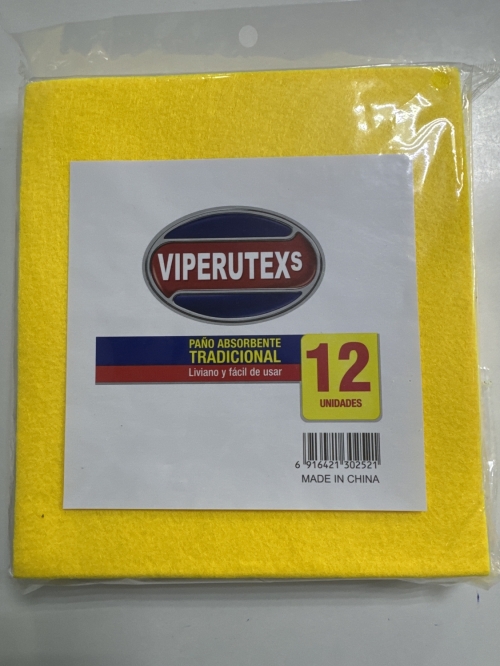 VIPERUTEXS
PAÑO ABSORBENTE
TRADICIONAL
Liviano y fácil de usar
12
UNIDADES
6 916421 302521
MADE IN CHINA